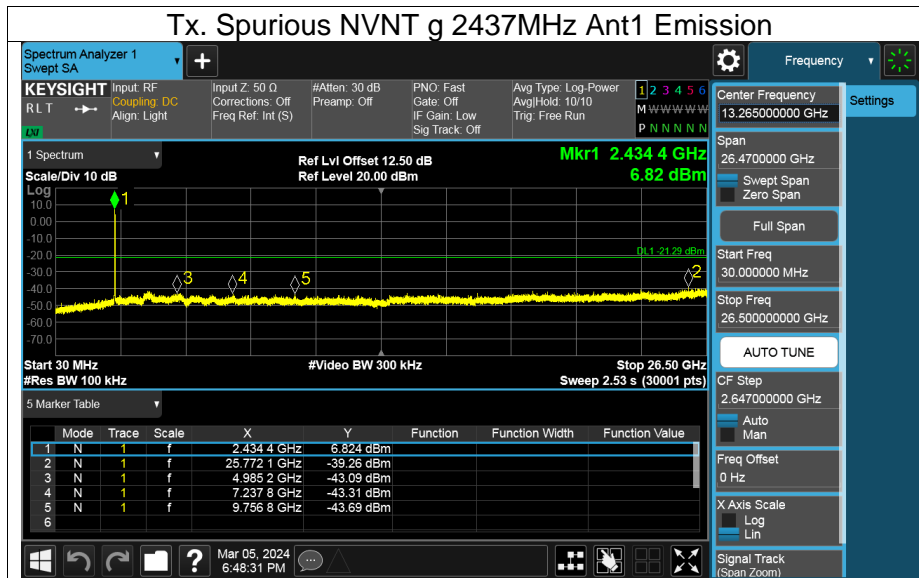 Tx. Spurious NVNT g 2437MHz Ant1 Emission
Spectrum Analyzer 1
Swept SA
+
Frequency
KEYSIGHT
R L T
LXI
Input: RF
Coupling: DC
Align: Light
Input Z: 50 Ω
Corrections: Off
Freq Ref: Int (S)
#Atten: 30 dB
Preamp: Off
PNO: Fast
Gate: Off
IF Gain: Low
Sig Track: Off
Avg Type: Log-Power
Avg|Hold: 10/10
Trig: Free Run
1 2 3 4 5 6
M W W W W W
P N N N N N
1 Spectrum
Scale/Div 10 dB
Ref Lvl Offset 12.50 dB
Ref Level 20.00 dBm
Mkr1 2.434 4 GHz
6.82 dBm
Log
10.0
0.00
-10.0
-20.0
-30.0
-40.0
-50.0
-60.0
-70.0
1
3
4
5
2
DL1 -21.29 dBm
Start 30 MHz
#Res BW 100 kHz
#Video BW 300 kHz
Stop 26.50 GHz
Sweep 2.53 s (30001 pts)
5 Marker Table
Mode Trace Scale X Y Function Function Width Function Value
1 N 1 f 2.434 4 GHz 6.824 dBm
2 N 1 f 25.772 1 GHz -39.26 dBm
3 N 1 f 4.985 2 GHz -43.09 dBm
4 N 1 f 7.237 8 GHz -43.31 dBm
5 N 1 f 9.756 8 GHz -43.69 dBm
6
?
Mar 05, 2024
6:48:31 PM
Center Frequency
13.265000000 GHz
Span
26.4700000 GHz
Swept Span
Zero Span
Full Span
Start Freq
30.000000 MHz
Stop Freq
26.500000000 GHz
AUTO TUNE
CF Step
2.647000000 GHz
Auto
Man
Freq Offset
0 Hz
X Axis Scale
Log
Lin
Signal Track
(Span Zoom)
Settings